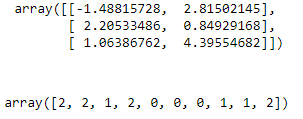 array([[-1.48815728, 2.81502145],
[ 2.20533486, 0.84929168],
[ 1.06386762, 4.39554682]])
array([2, 2, 1, 2, 0, 0, 0, 1, 1, 2])